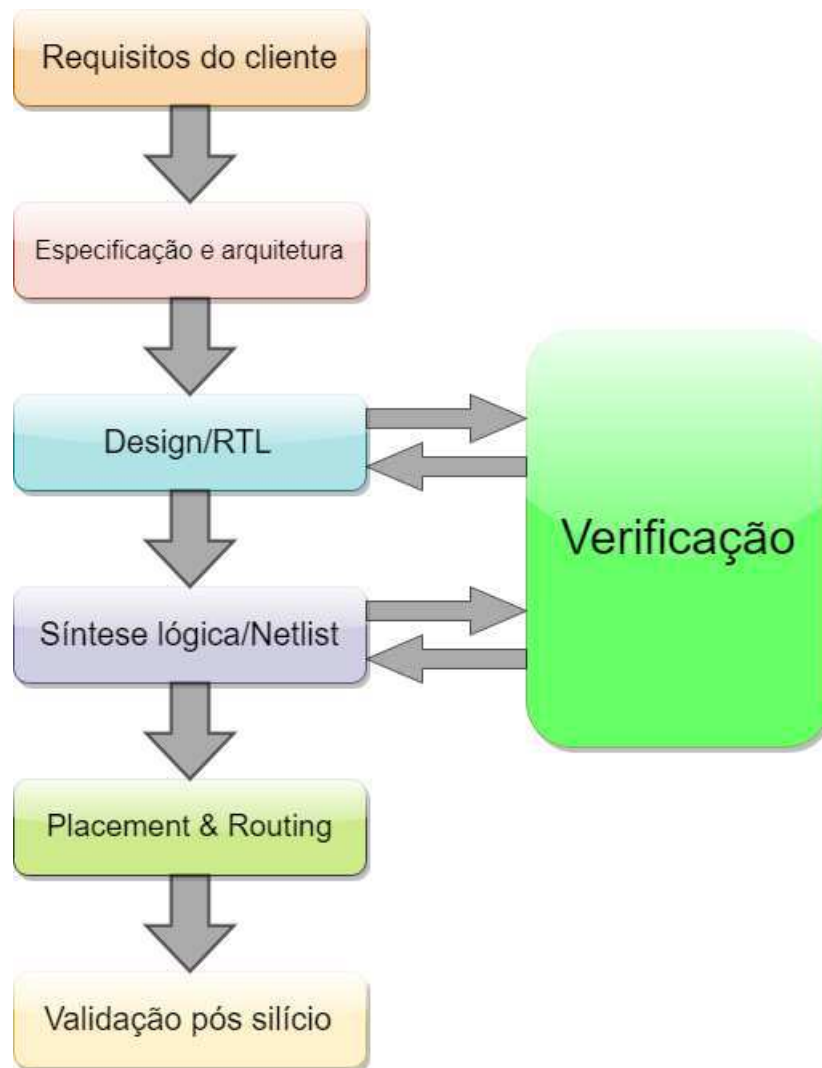 Requisitos do cliente
Especificação e arquitetura
Design/RTL
Verificação
Síntese lógica/Netlist
Placement & Routing
Validação pós silício